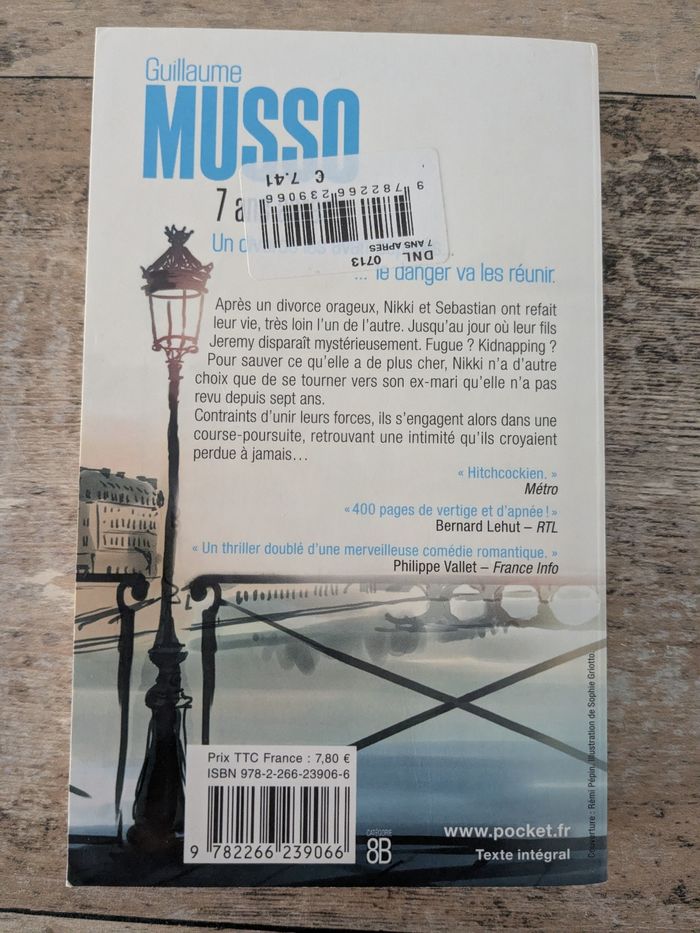 Guillaume
MUSSO
7 an
€ 7.41
9 782266 239066
DNL
7 ANS APRES
0713
Un
... le danger va les réunir.
Après un divorce orageux, Nikki et Sebastian ont refait
leur vie, très loin l'un de l'autre. Jusqu'au jour où leur fils
Jeremy disparaît mystérieusement. Fugue ? Kidnapping ?
Pour sauver ce qu'elle a de plus cher, Nikki n'a d'autre
choix que de se tourner vers son ex-mari qu'elle n'a pas
revu depuis sept ans.
Contraints d'unir leurs forces, ils s'engagent alors dans une
course-poursuite, retrouvant une intimité qu'ils croyaient
perdue à jamais…
« Hitchcockien. »
Métro
« 400 pages de vertige et d'apnée ! »
Bernard Lehut – RTL
« Un thriller doublé d'une merveilleuse comédie romantique. »
Philippe Vallet – France Info
Couverture : Rémi Pépin. Illustration de Sophie Griotto.
Prix TTC France : 7,80 €
ISBN 978-2-266-23906-6
9 782266 239066
CATÉGORIE
8B
www.pocket.fr
Texte intégral